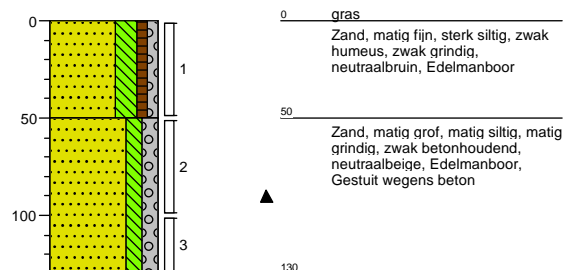 0
50
100
1
2
3
0
gras
Zand, matig fijn, sterk siltig, zwak
humeus, zwak grindig,
neutraalbruin, Edelmanboor
50
Zand, matig grof, matig siltig, matig
grindig, zwak betonhoudend,
neutraalbeige, Edelmanboor,
Gestuit wegens beton
130